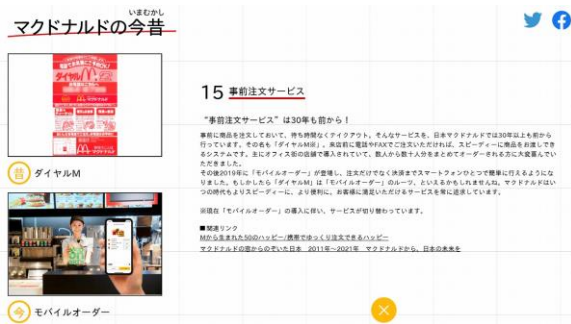 いまむかし
マクドナルドの今昔
ダイヤルM
マクドナルド
昔 ダイヤルM
今 モバイルオーダー
15 事前注文サービス
“事前注文サービス”は30年も前から！
事前に商品を注文しておいて、待ち時間なくテイクアウト。そんなサービスを、日本マクドナルドでは30年以上も前から
行っています。その名も「ダイヤルM※」。来店前に電話やFAXでご注文いただければ、スピーディーに商品をお渡しでき
るシステムです。主にオフィス街の店舗で導入されていて、数人から数十人分をまとめてオーダーされる方に大変喜んでい
ただきました。
その後2019年に「モバイルオーダー」が登場し、注文だけでなく決済までスマートフォンひとつで簡単に行えるようにな
りました。もしかしたら「ダイヤルM」は「モバイルオーダー」のルーツ、といえるかもしれませんね。マクドナルドはい
つの時代もよりスピーディーに、より便利に、お客様に満足いただけるサービスを常に追求しています。
※現在「モバイルオーダー」の導入に伴い、サービスが切り替わっています。
■関連リンク
Mから生まれた50のハッピー/携帯でゆっくり注文できるハッピー
マクドナルドの窓からのぞいた日本　2011年〜2021年　マクドナルドから、日本の未来を